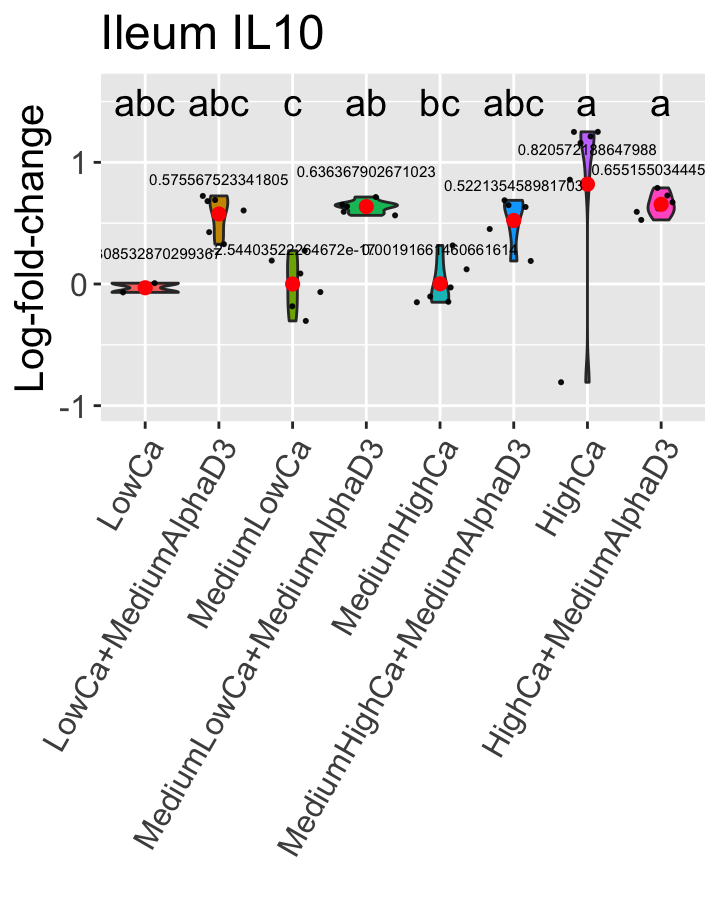 Ileum IL10
Log-fold-change
abc abc c ab bc abc a a
1
0
-1
0.820572188647988
0.636367902671023
0.655155034445
0.575567523341805
0.522135458981703
LowCa
LowCa+MediumAlphaD3
MediumLowCa
MediumLowCa+MediumAlphaD3
MediumHighCa
MediumHighCa+MediumAlphaD3
HighCa
HighCa+MediumAlphaD3